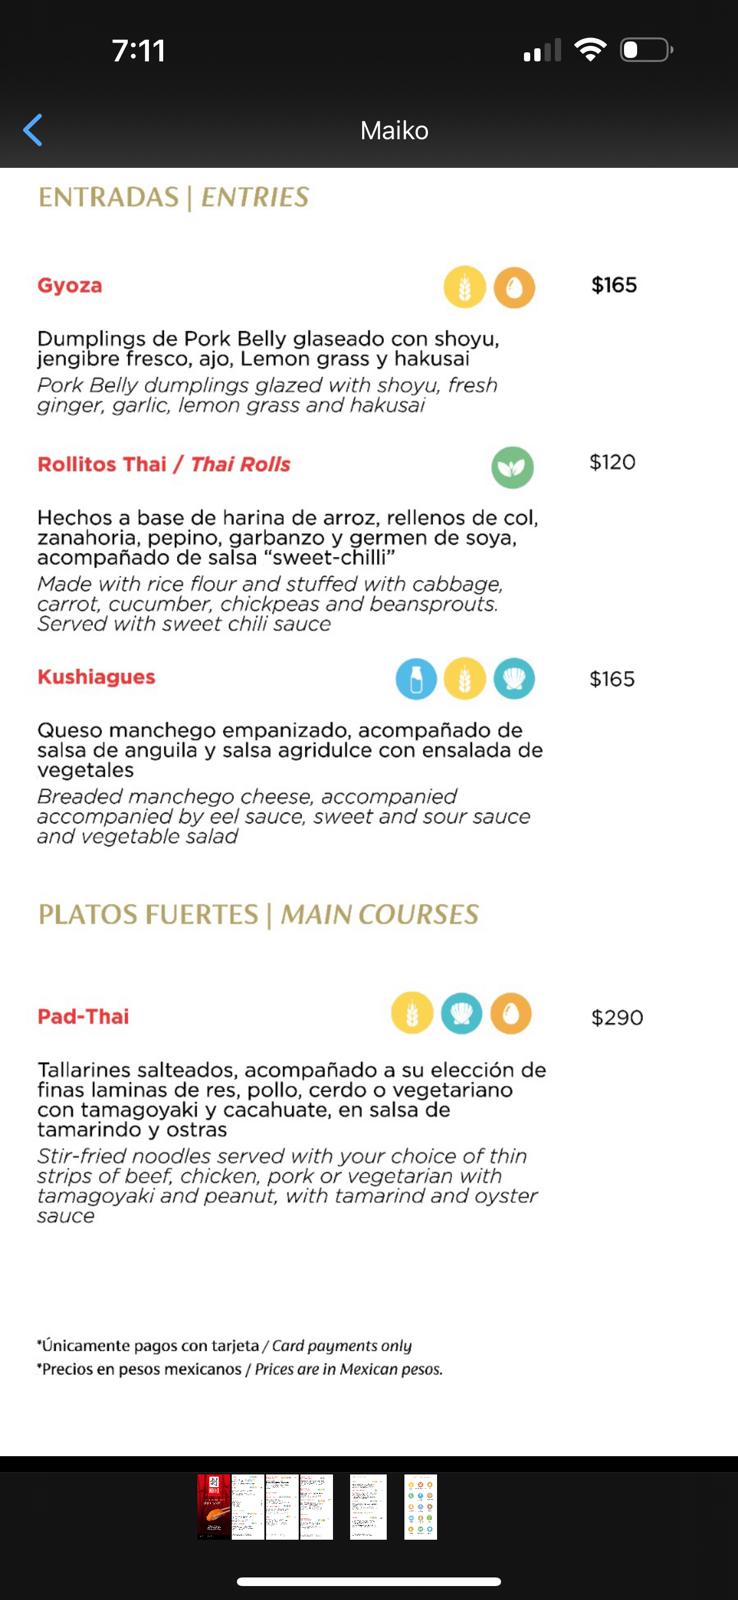 7:11
Maiko
ENTRADAS | ENTRIES
Gyoza
$165
Dumplings de Pork Belly glaseado con shoyu,
jengibre fresco, ajo, Lemon grass y hakusai
Pork Belly dumplings glazed with shoyu, fresh
ginger, garlic, lemon grass and hakusai
Rollitos Thai / Thai Rolls
$120
Hechos a base de harina de arroz, rellenos de col,
zanahoria, pepino, garbanzo y germen de soya,
acompañado de salsa “sweet-chilli”
Made with rice flour and stuffed with cabbage,
carrot, cucumber, chickpeas and beansprouts.
Served with sweet chili sauce
Kushiagues
$165
Queso manchego empanizado, acompañado de
salsa de anguila y salsa agridulce con ensalada de
vegetales
Breaded manchego cheese, accompanied
accompanied by eel sauce, sweet and sour sauce
and vegetable salad
PLATOS FUERTES | MAIN COURSES
Pad-Thai
$290
Tallarines salteados, acompañado a su elección de
finas laminas de res, pollo, cerdo o vegetariano
con tamagoyaki y cacahuate, en salsa de
tamarindo y ostras
Stir-fried noodles served with your choice of thin
strips of beef, chicken, pork or vegetarian with
tamagoyaki and peanut, with tamarind and oyster
sauce
*Únicamente pagos con tarjeta / Card payments only
*Precios en pesos mexicanos / Prices are in Mexican pesos.